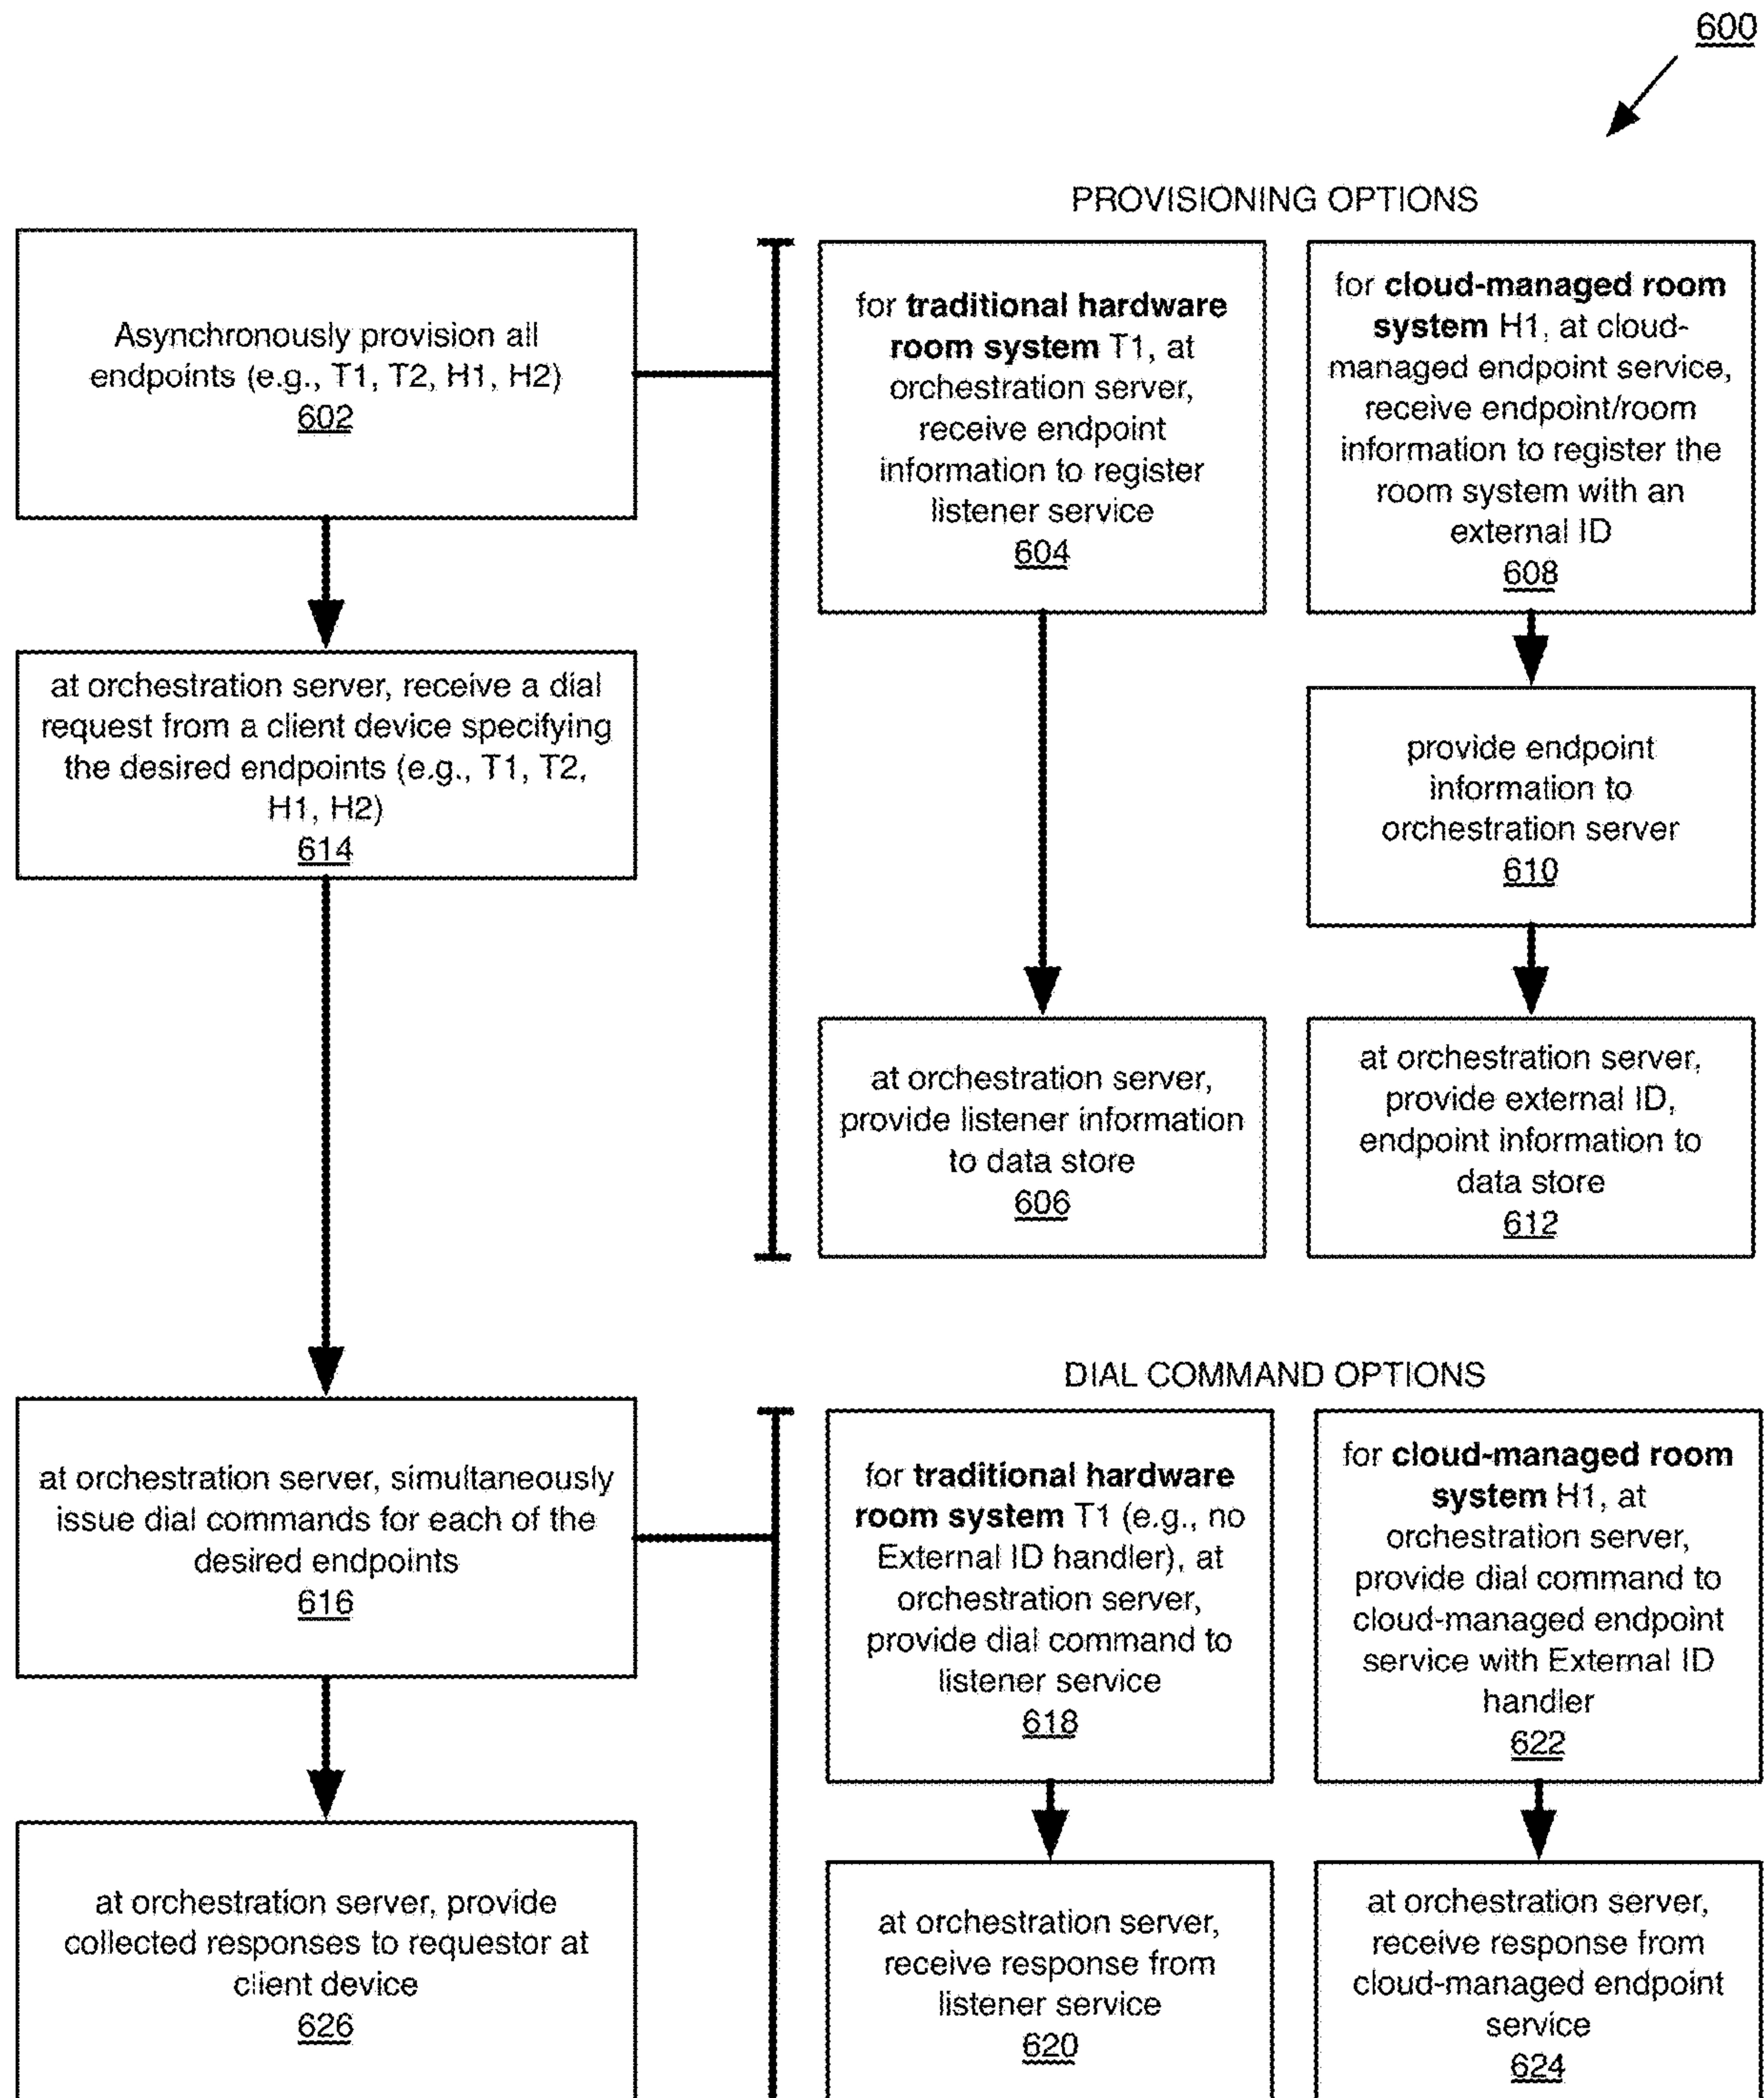 600
PROVISIONING OPTIONS
Asynchronously provision all
endpoints (e.g., T1, T2, H1, H2)
602
for traditional hardware
room system T1, at
orchestration server,
receive endpoint
information to register
listener service
604
for cloud-managed room
system H1, at cloud-
managed endpoint service,
receive endpoint/room
information to register the
room system with an
external ID
608
at orchestration server, receive a dial
request from a client device specifying
the desired endpoints (e.g., T1, T2,
H1, H2)
614
provide endpoint
information to
orchestration server
610
at orchestration server,
provide listener information
to data store
606
at orchestration server,
provide external ID,
endpoint information to
data store
612
DIAL COMMAND OPTIONS
at orchestration server, simultaneously
issue dial commands for each of the
desired endpoints
616
for traditional hardware
room system T1 (e.g., no
External ID handler), at
orchestration server,
provide dial command to
listener service
618
for cloud-managed room
system H1, at
orchestration server,
provide dial command to
cloud-managed endpoint
service with External ID
handler
622
at orchestration server, provide
collected responses to requestor at
client device
626
at orchestration server,
receive response from
listener service
620
at orchestration server,
receive response from
cloud-managed endpoint
service
624